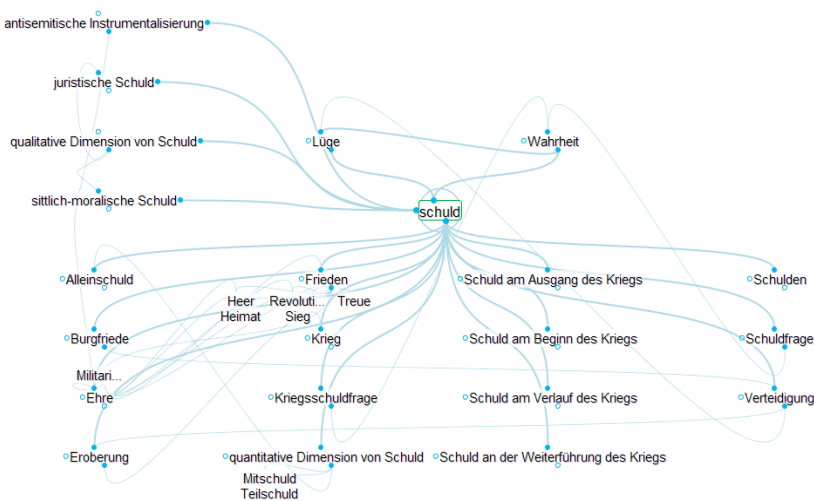 antisemitische Instrumentalisierung
juristische Schuld
qualitative Dimension von Schuld
Lüge
Wahrheit
sittlich-moralische Schuld
schuld
Alleinschuld
Frieden
Schuld am Ausgang des Kriegs
Schulden
Heer
Revoluti...
Treue
Heimat
Sieg
Burgfriede
Krieg
Schuld am Beginn des Kriegs
Schuldfrage
Militari...
Ehre
Kriegsschuldfrage
Schuld am Verlauf des Kriegs
Verteidigung
Eroberung
quantitative Dimension von Schuld
Schuld an der Weiterführung des Kriegs
Mitschuld
Teilschuld